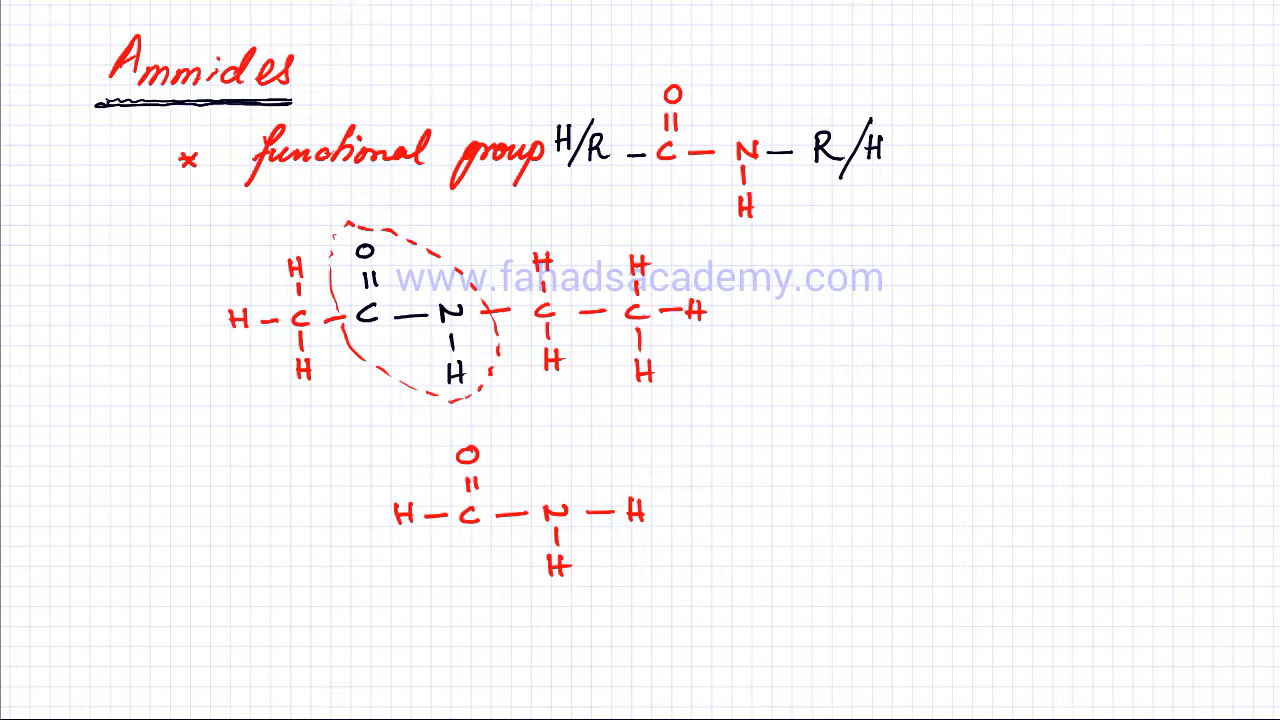 Ammides
* functional group H/R - C - N - R/H
O
||
|
H
www.fahadsacademy.com
O
||
H H H
H - C - C - N - C - C - H
| | | |
H H H H
O
||
H - C - N - H
|
H